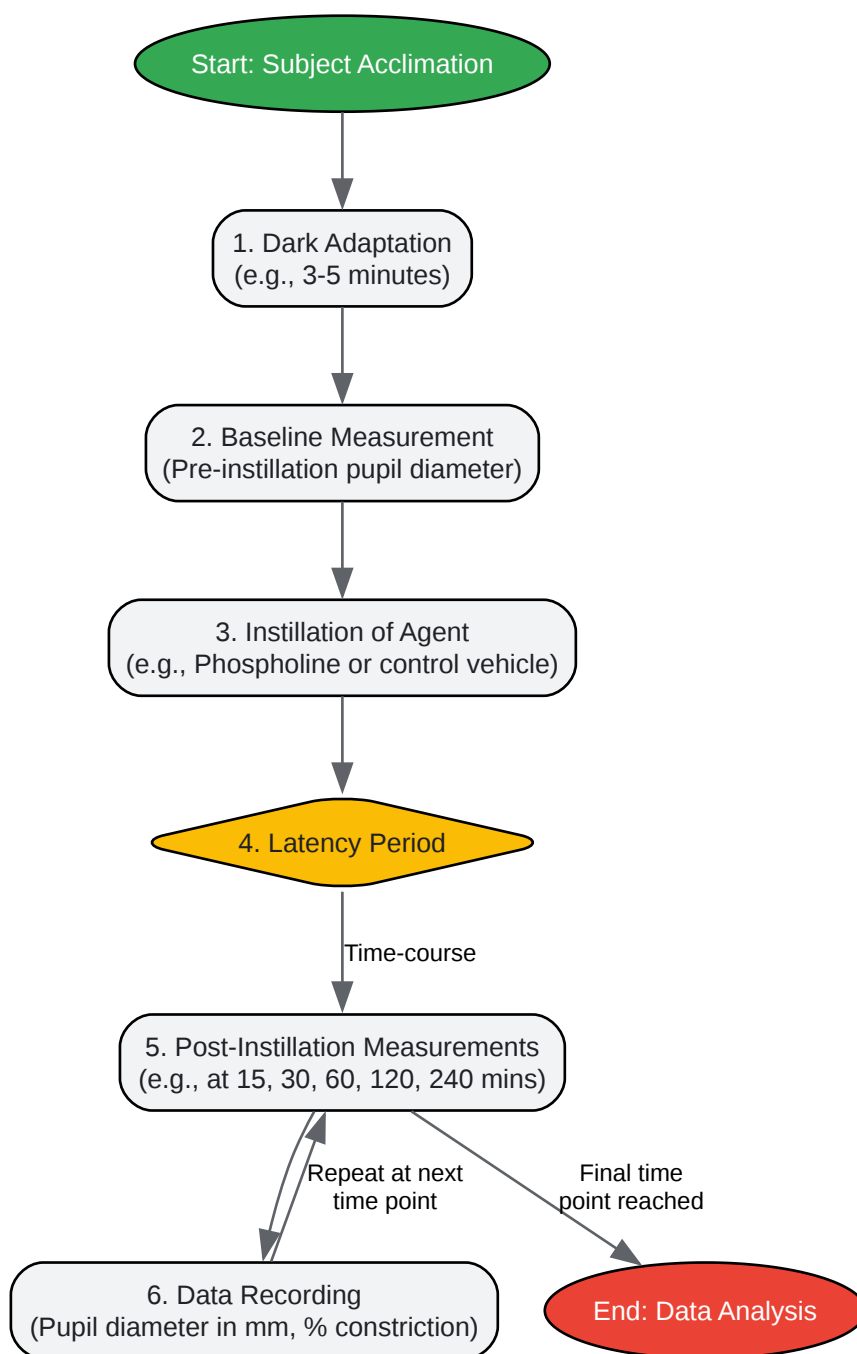 Start: Subject Acclimation
1. Dark Adaptation
(e.g., 3-5 minutes)
2. Baseline Measurement
(Pre-instillation pupil diameter)
3. Instillation of Agent
(e.g., Phospholine or control vehicle)
4. Latency Period
Time-course
5. Post-Instillation Measurements
(e.g., at 15, 30, 60, 120, 240 mins)
Repeat at next
time point
Final time
point reached
6. Data Recording
(Pupil diameter in mm, % constriction)
End: Data Analysis